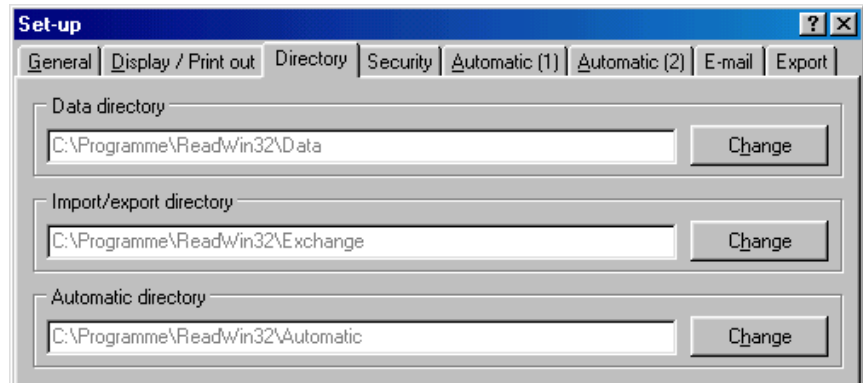 Set-up
General Display / Print out Directory Security Automatic (1) Automatic (2) E-mail Export
Data directory
C:\Programme\ReadWin32\Data Change
Import/export directory
C:\Programme\ReadWin32\Exchange Change
Automatic directory
C:\Programme\ReadWin32\Automatic Change